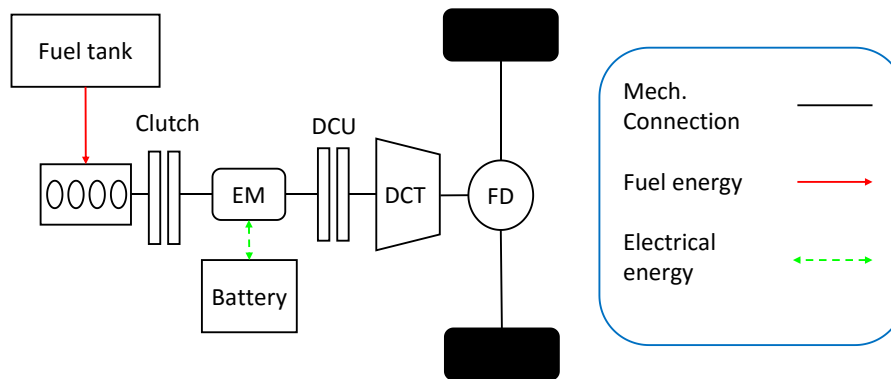 Fuel tank
Clutch
DCU
EM
DCT
FD
Battery
Mech.
Connection
Fuel energy
Electrical
energy